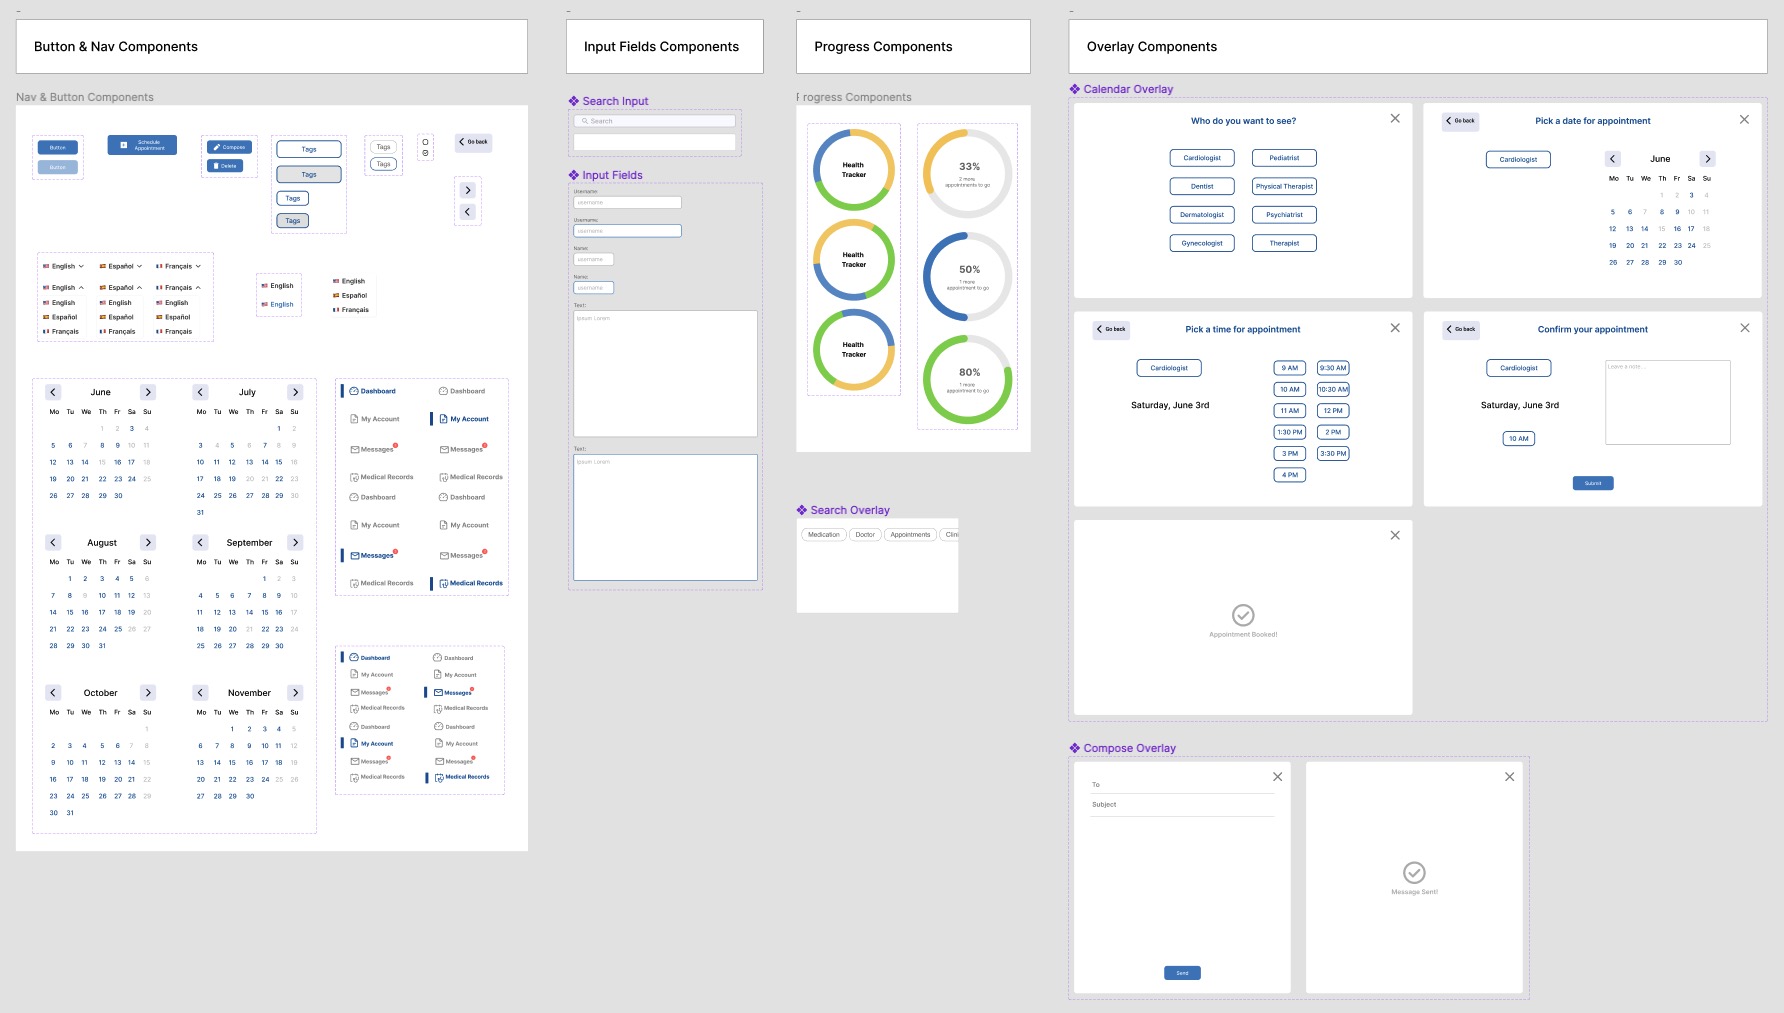 Button & Nav Components
Nav & Button Components
Button
Button
Schedule
Appointment
Compose
Delete
Tags
Tags
Tags
Tags
Tags
Tags
Go back
English Español Français
English Español Français
English English English
Español Español Español
Français Français Français
English
English
English
Español
Français
June
Mo Tu We Th Fr Sa Su
1 2 3 4
5 6 7 8 9 10 11
12 13 14 15 16 17 18
19 20 21 22 23 24 25
26 27 28 29 30
July
Mo Tu We Th Fr Sa Su
1 2
3 4 5 6 7 8 9
10 11 12 13 14 15 16
17 18 19 20 21 22 23
24 25 26 27 28 29 30
31
August
Mo Tu We Th Fr Sa Su
1 2 3 4 5 6
7 8 9 10 11 12 13
14 15 16 17 18 19 20
21 22 23 24 25 26 27
28 29 30 31
September
Mo Tu We Th Fr Sa Su
1 2 3
4 5 6 7 8 9 10
11 12 13 14 15 16 17
18 19 20 21 22 23 24
25 26 27 28 29 30
October
Mo Tu We Th Fr Sa Su
1
2 3 4 5 6 7 8
9 10 11 12 13 14 15
16 17 18 19 20 21 22
23 24 25 26 27 28 29
30 31
November
Mo Tu We Th Fr Sa Su
1 2 3 4 5
6 7 8 9 10 11 12
13 14 15 16 17 18 19
20 21 22 23 24 25 26
27 28 29 30
Dashboard Dashboard
My Account My Account
Messages Messages
Medical Records Medical Records
Dashboard Dashboard
My Account My Account
Messages Messages
Medical Records Medical Records
Dashboard Dashboard
My Account My Account
Messages Messages
Medical Records Medical Records
Dashboard Dashboard
My Account My Account
Messages Messages
Medical Records Medical Records
Input Fields Components
Search Input
Search
Input Fields
Username:
username
Username:
username
Name:
username
Name:
username
Text:
Ipsum Lorem
Text:
Ipsum Lorem
Progress Components
rogress Components
Health
Tracker
Health
Tracker
Health
Tracker
33%
2 more
appointments to go
50%
1 more
appointment to go
80%
1 more
appointment to go
Search Overlay
Medication Doctor Appointments Clini
Overlay Components
Calendar Overlay
Who do you want to see?
Cardiologist Pediatrist
Dentist Physical Therapist
Dermatologist Psychiatrist
Gynecologist Therapist
Go back
Pick a date for appointment
Cardiologist
June
Mo Tu We Th Fr Sa Su
1 2 3 4
5 6 7 8 9 10 11
12 13 14 15 16 17 18
19 20 21 22 23 24 25
26 27 28 29 30
Go back
Pick a time for appointment
Cardiologist
Saturday, June 3rd
9 AM 9:30 AM
10 AM 10:30 AM
11 AM 12 PM
1:30 PM 2 PM
3 PM 3:30 PM
4 PM
Go back
Confirm your appointment
Cardiologist
Saturday, June 3rd
10 AM
Leave a note...
Submit
Appointment Booked!
Compose Overlay
To
Subject
Send
Message Sent!